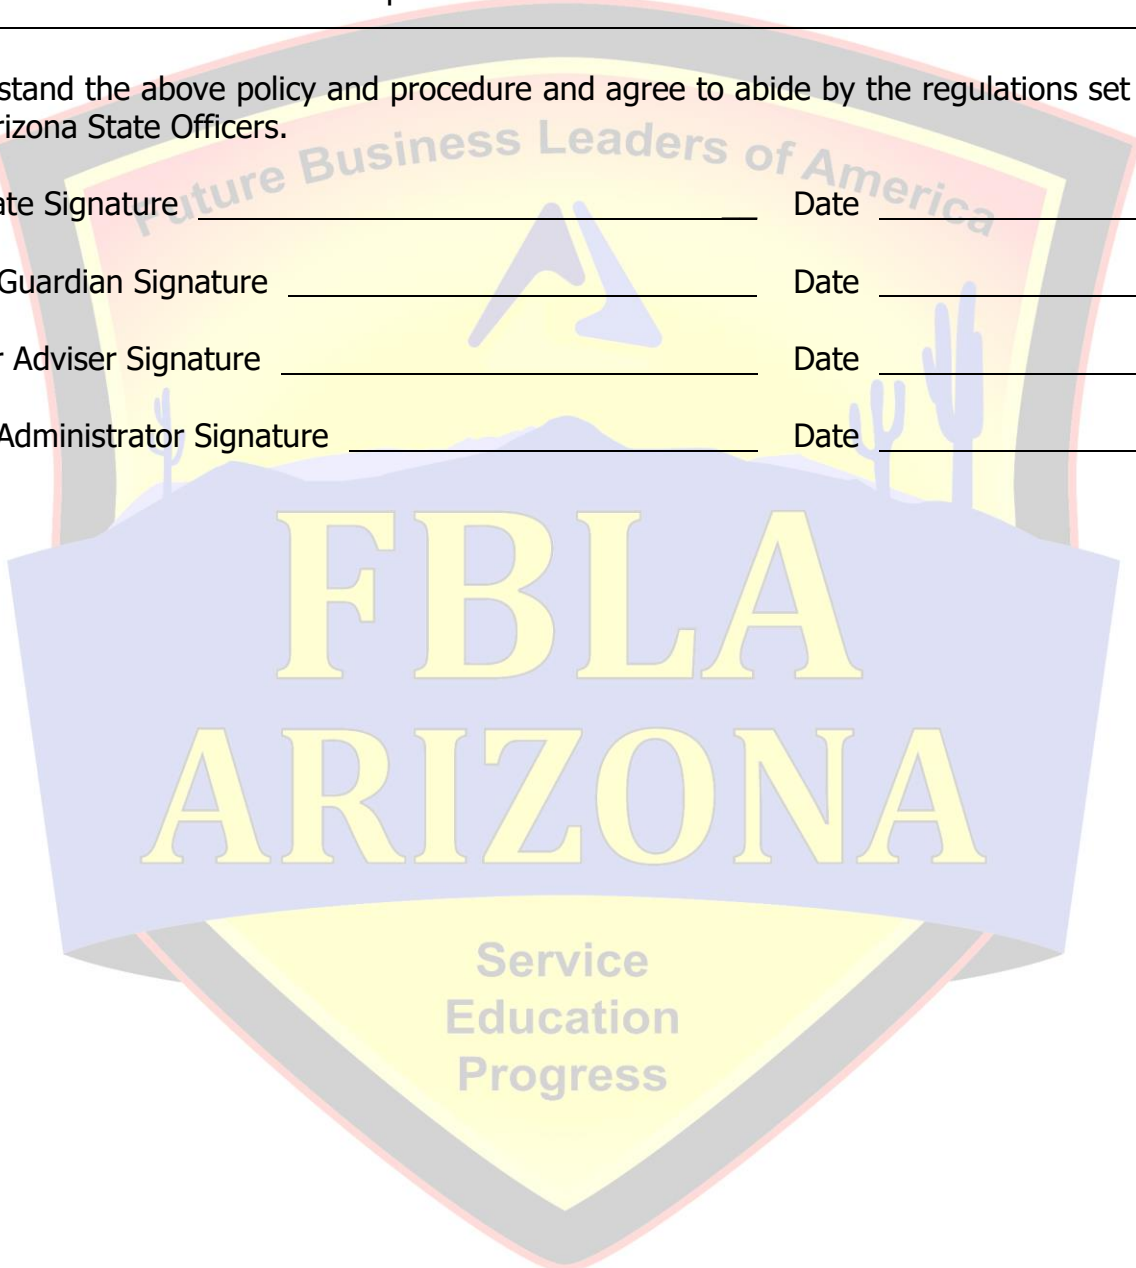 stand the above policy and procedure and agree to abide by the regulations set
rizona State Officers.
Future Business Leaders of America
ate Signature Date
Guardian Signature Date
r Adviser Signature Date
Administrator Signature Date
FBLA
ARIZONA
Service
Education
Progress